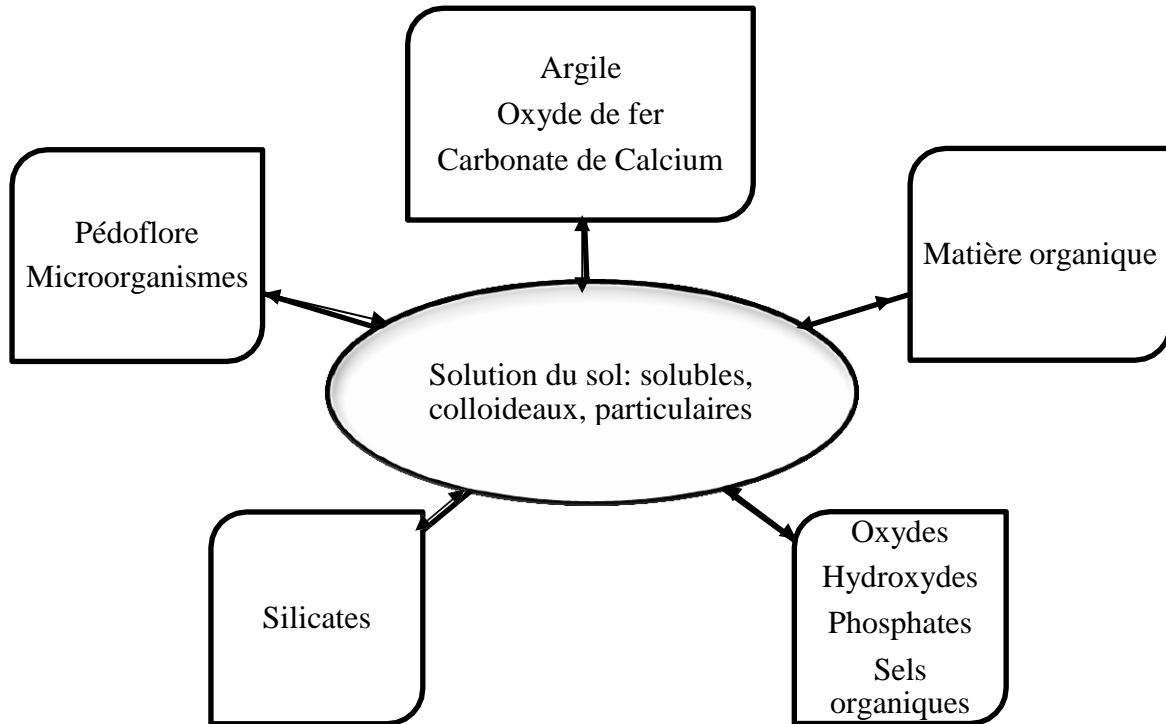 Argile
Oxyde de fer
Carbonate de Calcium
Pédoflore
Microorganismes
Matière organique
Solution du sol: solubles,
colloideaux, particulaires
Silicates
Oxydes
Hydroxydes
Phosphates
Sels
organiques